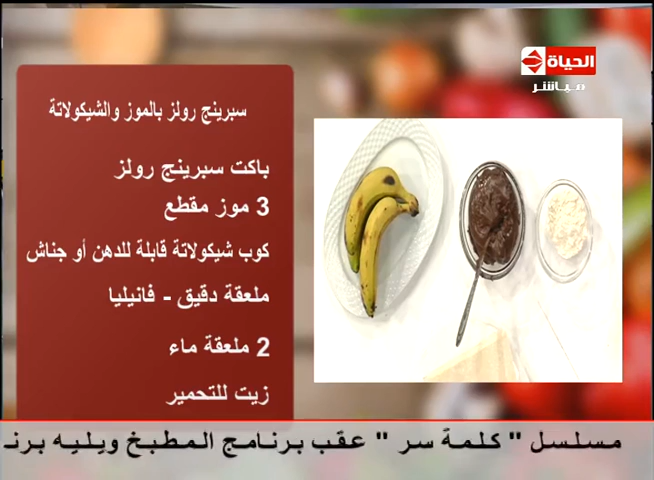 الحياة
مباشر
سبرينج رولز بالموز والشيكولاتة
باكت سبرينج رولز
3 موز مقطع
كوب شيكولاتة قابلة للدهن أو جناش
ملعقة دقيق - فانيليا
2 ملعقة ماء
زيت للتحمير
مسلسل " كلمة سر " عقب برنامج المطبخ ويليه برنـ